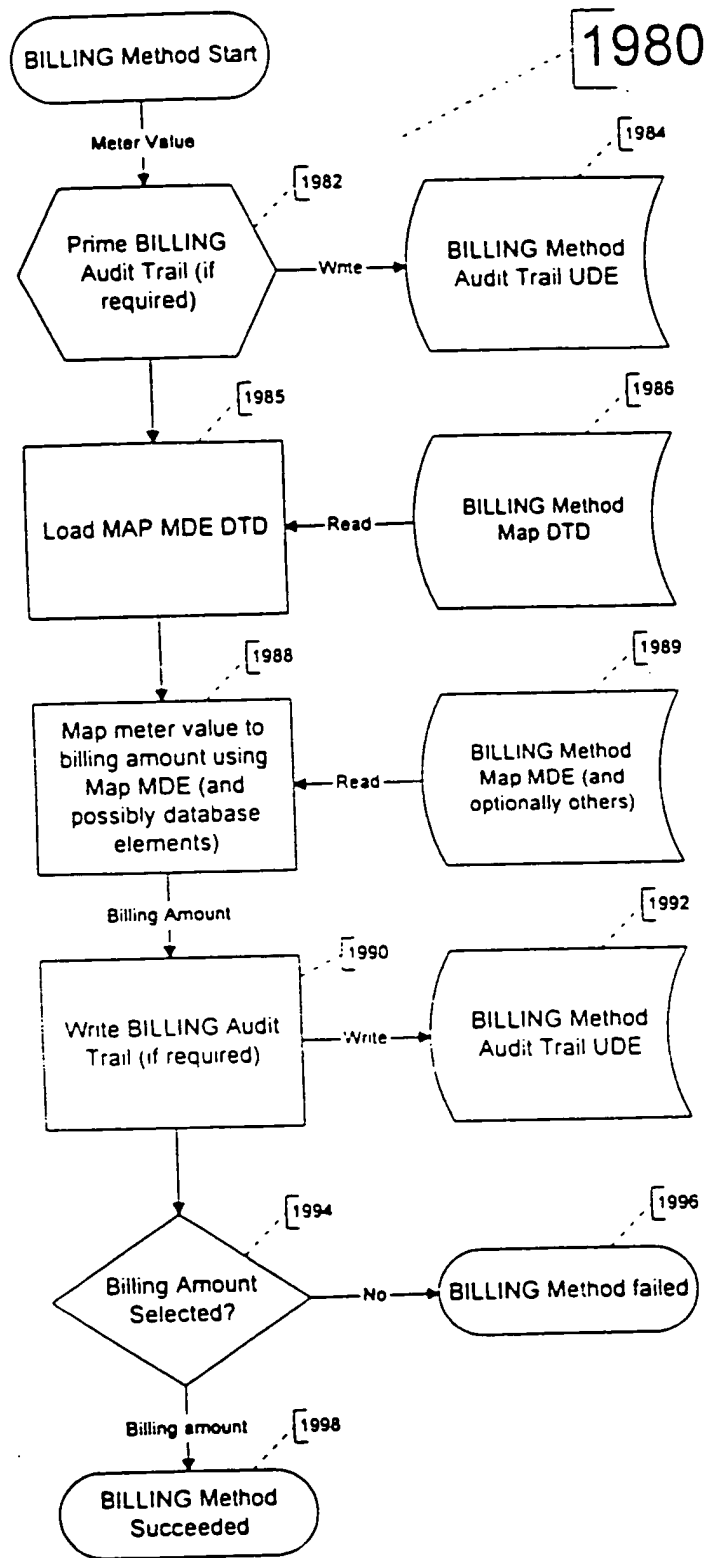 BILLING Method Start
1980
Meter Value
1982
1984
Prime BILLING
Audit Trail (if
required)
Write
BILLING Method
Audit Trail UDE
1985
1986
Load MAP MDE DTD
Read
BILLING Method
Map DTD
1988
1989
Map meter value to
billing amount using
Map MDE (and
possibly database
elements)
Read
BILLING Method
Map MDE (and
optionally others)
Billing Amount
1990
1992
Write BILLING Audit
Trail (if required)
Write
BILLING Method
Audit Trail UDE
1994
1996
Billing Amount
Selected?
No
BILLING Method failed
Billing amount
1998
BILLING Method
Succeeded